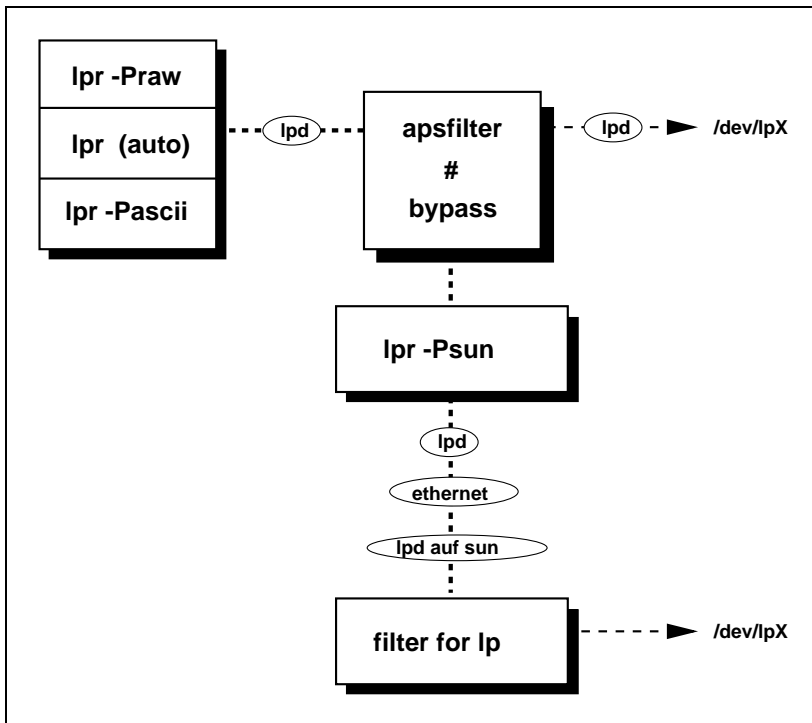 lpr -Praw
lpr (auto)
lpr -Pascii
lpd
apsfilter
#
bypass
lpd
/dev/lpX
lpr -Psun
lpd
ethernet
lpd auf sun
filter for lp
/dev/lpX